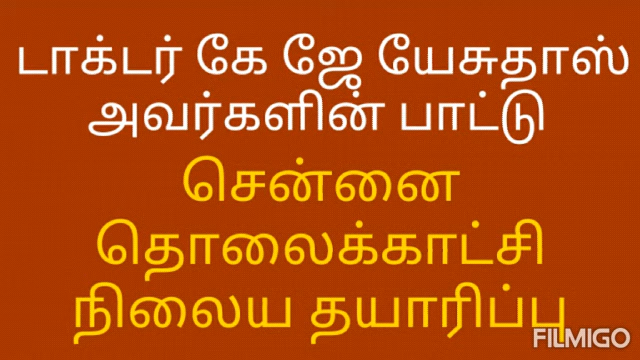 டாக்டர் கே ஜே யேசுதாஸ்
அவர்களின் பாட்டு
சென்னை
தொலைக்காட்சி
நிலைய தயாரிப்பு
FILMIGO